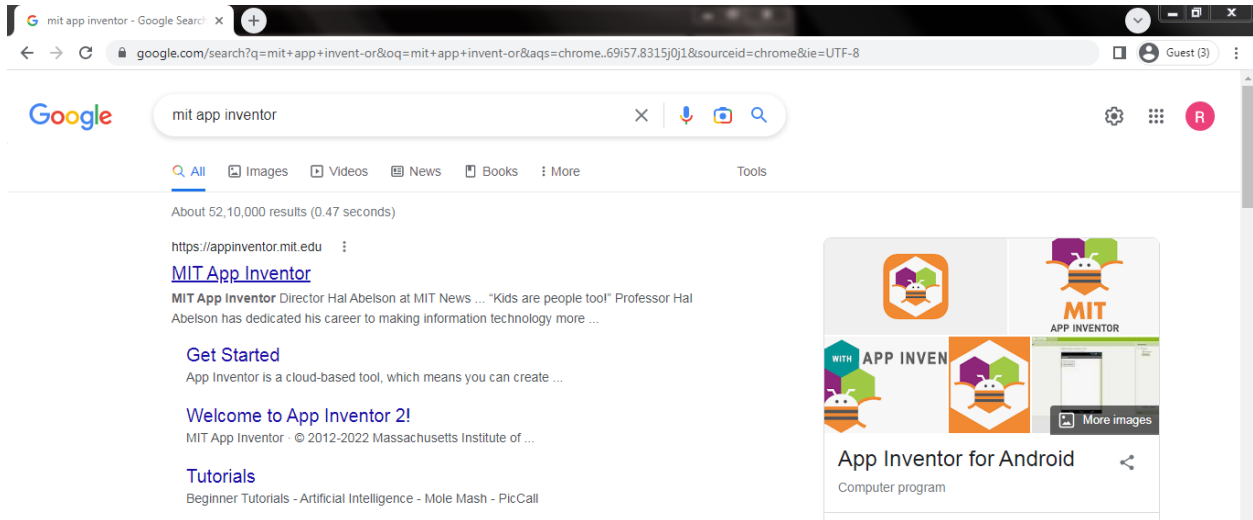 mit app inventor - Google Search
google.com/search?q=mit+app+invent-or&oq=mit+app+invent-or&aqs=chrome..69i57.8315j0j1&sourceid=chrome&ie=UTF-8
Guest (3)
Google
mit app inventor
R
All
Images
Videos
News
Books
More
Tools
About 52,10,000 results (0.47 seconds)
https://appinventor.mit.edu
MIT App Inventor
MIT App Inventor Director Hal Abelson at MIT News ... “Kids are people too!” Professor Hal
Abelson has dedicated his career to making information technology more ...
Get Started
App Inventor is a cloud-based tool, which means you can create ...
Welcome to App Inventor 2!
MIT App Inventor · © 2012-2022 Massachusetts Institute of ...
Tutorials
Beginner Tutorials - Artificial Intelligence - Mole Mash - PicCall
MIT
APP INVENTOR
WITH APP INVEN
More images
App Inventor for Android
Computer program